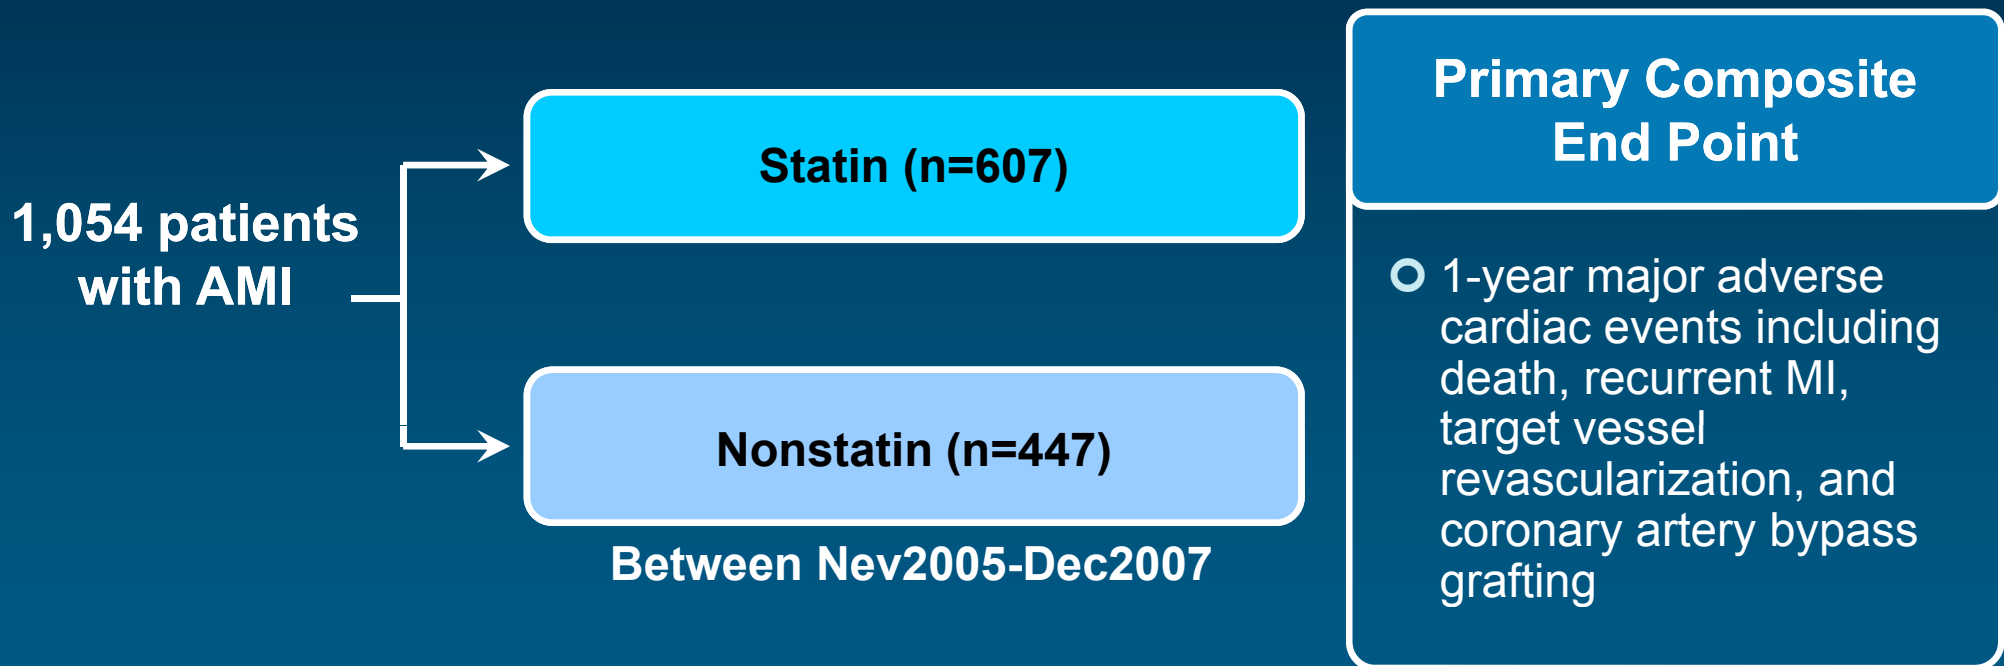 1,054 patients
with AMI
Statin (n=607)
Nonstatin (n=447)
Between Nev2005-Dec2007
Primary Composite
End Point
1-year major adverse
cardiac events including
death, recurrent MI,
target vessel
revascularization, and
coronary artery bypass
grafting